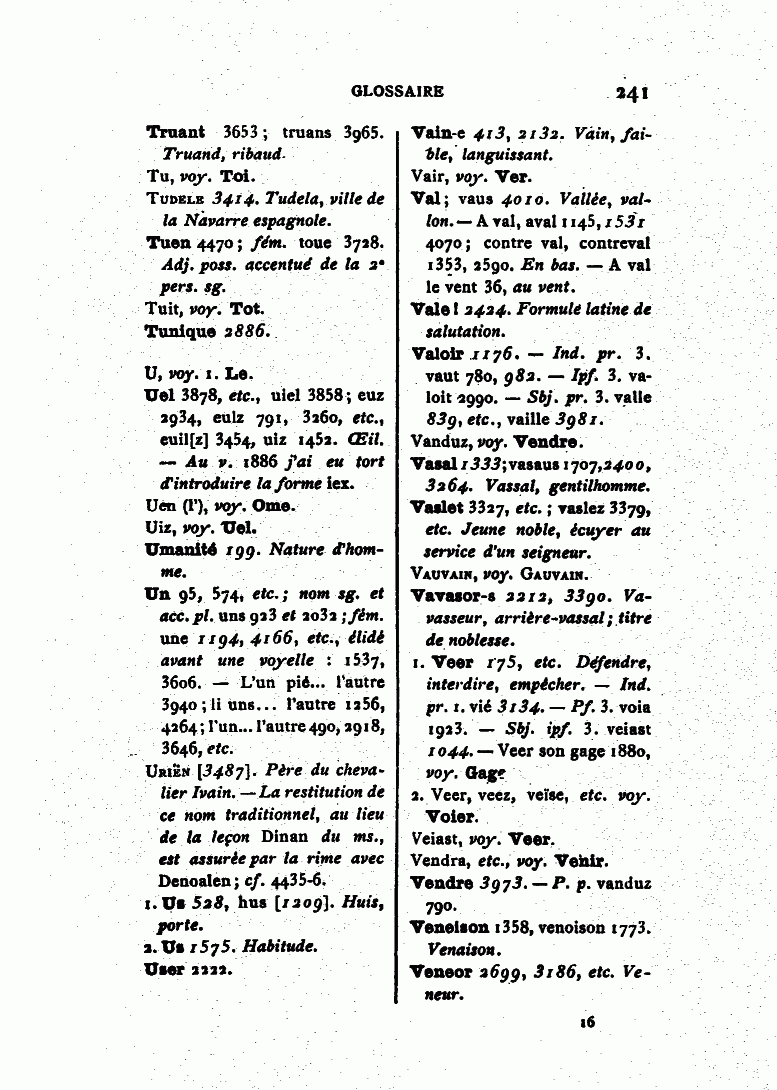 GLOSSAIRE 241
Truant 3653 ; truans 3965.
Truand, ribaud.
Tu, voy. Toi.
TUDELE 3414. Tudela, ville de
la Navarre espagnole.
Tuen 4470 ; fém. toue 3728.
Adj. poss. accentué de la 2e
pers. sg.
Tuit, voy. Tot.
Tunique 2886.
U, voy. 1. Le.
Uel 3878, etc., uiel 3858 ; euz
2934, eulz 791, 3260, etc.,
euil[z] 3454, uiz 1452. Œil.
— Au v. 1886 j'ai eu tort
d'introduire la forme iex.
Uen (l'), voy. Ome.
Uiz, voy. Uel.
Umanité 199. Nature d'hom-
me.
Un 95, 574, etc. ; nom sg. et
acc. pl. uns 923 et 2032 ; fém.
une 1194, 4166, etc., élidé
avant une voyelle : 1537,
3606. — L'un pié... l'autre
3940 ; li uns... l'autre 1256,
4264 ; l'un... l'autre 490, 2918,
3646, etc.
URIËN [3487]. Père du cheva-
lier Ivain. — La restitution de
ce nom traditionnel, au lieu
de la leçon Dinan du ms.,
est assurée par la rime avec
Denoalen ; cf. 4435-6.
1. Us 528, hus [1209]. Huis,
porte.
2. Us 1575. Habitude.
User 2222.
Vain-e 413, 2132. Vain, fai-
ble, languissant.
Vair, voy. Ver.
Val ; vaus 4010. Vallée, val-
lon. — A val, aval 1145, 1531
4070 ; contre val, contreval
1353, 2590. En bas. — A val
le vent 36, au vent.
Vale ! 2424. Formule latine de
salutation.
Valoir 1176. — Ind. pr. 3.
vaut 780, 982. — Ipf. 3. va-
loit 2990. — Sbj. pr. 3. valle
839, etc., vaille 3981.
Vanduz, voy. Vendre.
Vasal 1333 ; vasaus 1707, 2400,
3264. Vassal, gentilhomme.
Vaslet 3327, etc. ; vaslez 3379,
etc. Jeune noble, écuyer au
service d'un seigneur.
VAUVAIN, voy. GAUVAIN.
Vavasor-s 2212, 3390. Va-
vasseur, arrière-vassal ; titre
de noblesse.
1. Veer 175, etc. Défendre,
interdire, empêcher. — Ind.
pr. 1. vié 3134. — Pf. 3. voia
1923. — Sbj. ipf. 3. veiast
1044. — Veer son gage 1880,
voy. Gage
2. Veer, veez, veïse, etc. voy.
Voier.
Veiast, voy. Veer.
Vendra, etc., voy. Venir.
Vendre 3973. — P. p. vanduz
790.
Veneison 1358, venoison 1773.
Venaison.
Veneor 2699, 3186, etc. Ve-
neur.
16